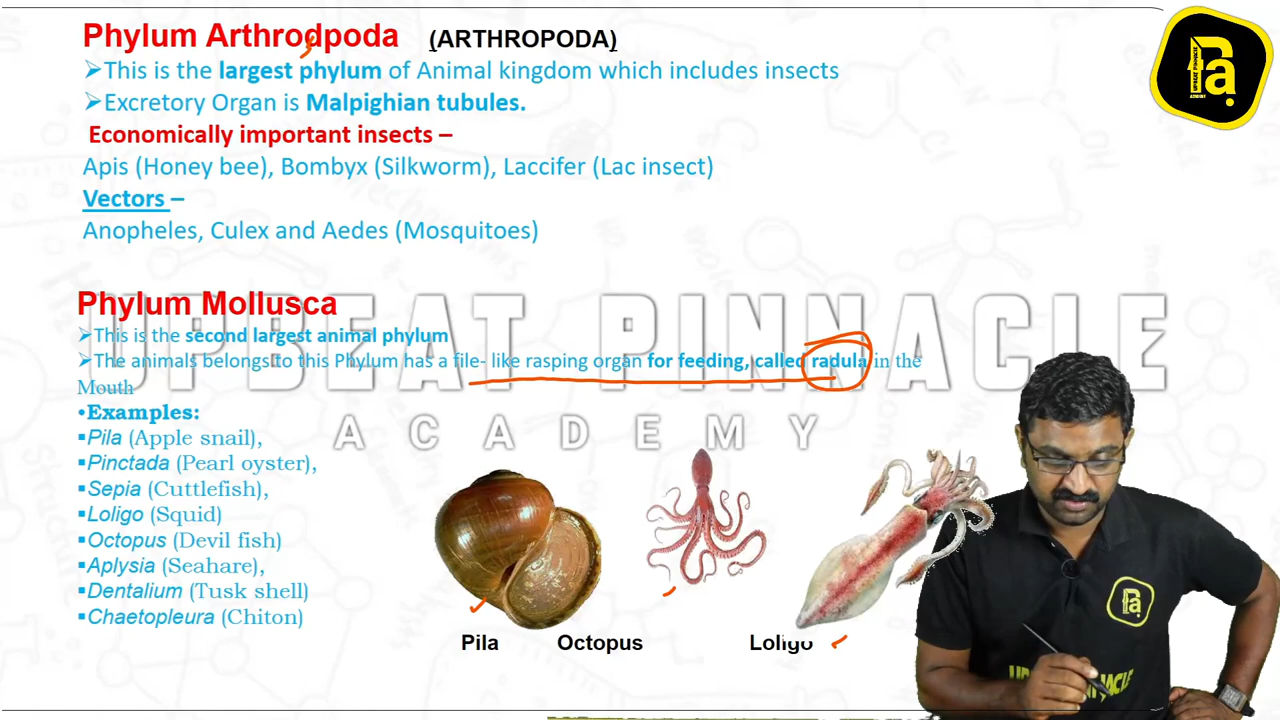 Phylum Arthrodpoda (ARTHROPODA)
➤This is the largest phylum of Animal kingdom which includes insects
➤Excretory Organ is Malpighian tubules.
Economically important insects –
Apis (Honey bee), Bombyx (Silkworm), Laccifer (Lac insect)
Vectors –
Anopheles, Culex and Aedes (Mosquitoes)
Phylum Mollusca
➤This is the second largest animal phylum
➤The animals belongs to this Phylum has a file- like rasping organ for feeding, called radula in the
Mouth
•Examples:
▪Pila (Apple snail),
▪Pinctada (Pearl oyster),
▪Sepia (Cuttlefish),
▪Loligo (Squid)
▪Octopus (Devil fish)
▪Aplysia (Seahare),
▪Dentalium (Tusk shell)
▪Chaetopleura (Chiton)
Pila Octopus Loligo
UPBEAT PINNACLE
ACADEMY
UPBEAT PINNACLE
Pa
Pa